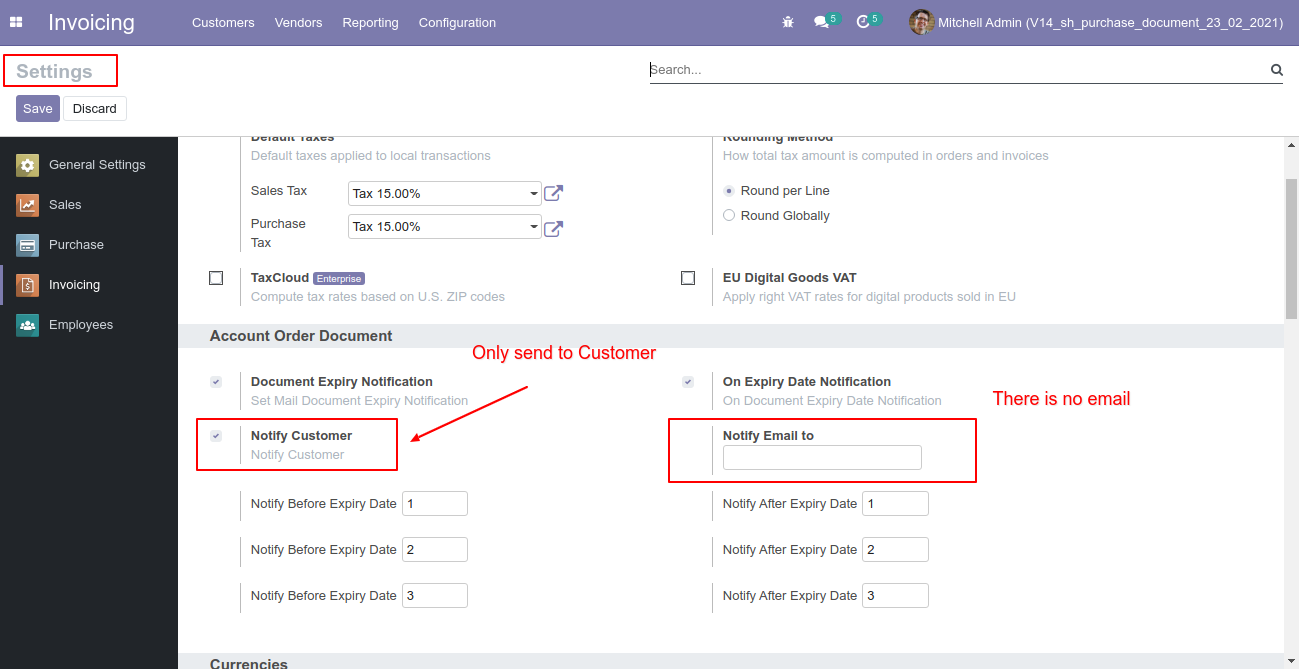 Invoicing
Customers Vendors Reporting Configuration
5 5 Mitchell Admin (V14_sh_purchase_document_23_02_2021)
Settings
Search...
Save Discard
General Settings
Sales
Purchase
Invoicing
Employees
Default Taxes
Default taxes applied to local transactions
Sales Tax Tax 15.00%
Purchase Tax Tax 15.00%
Rounding Method
How total tax amount is computed in orders and invoices
Round per Line
Round Globally
TaxCloud Enterprise
Compute tax rates based on U.S. ZIP codes
EU Digital Goods VAT
Apply right VAT rates for digital products sold in EU
Account Order Document
Only send to Customer
Document Expiry Notification
Set Mail Document Expiry Notification
On Expiry Date Notification
On Document Expiry Date Notification
There is no email
Notify Customer
Notify Customer
Notify Email to
Notify Before Expiry Date 1
Notify After Expiry Date 1
Notify Before Expiry Date 2
Notify After Expiry Date 2
Notify Before Expiry Date 3
Notify After Expiry Date 3
Currencies